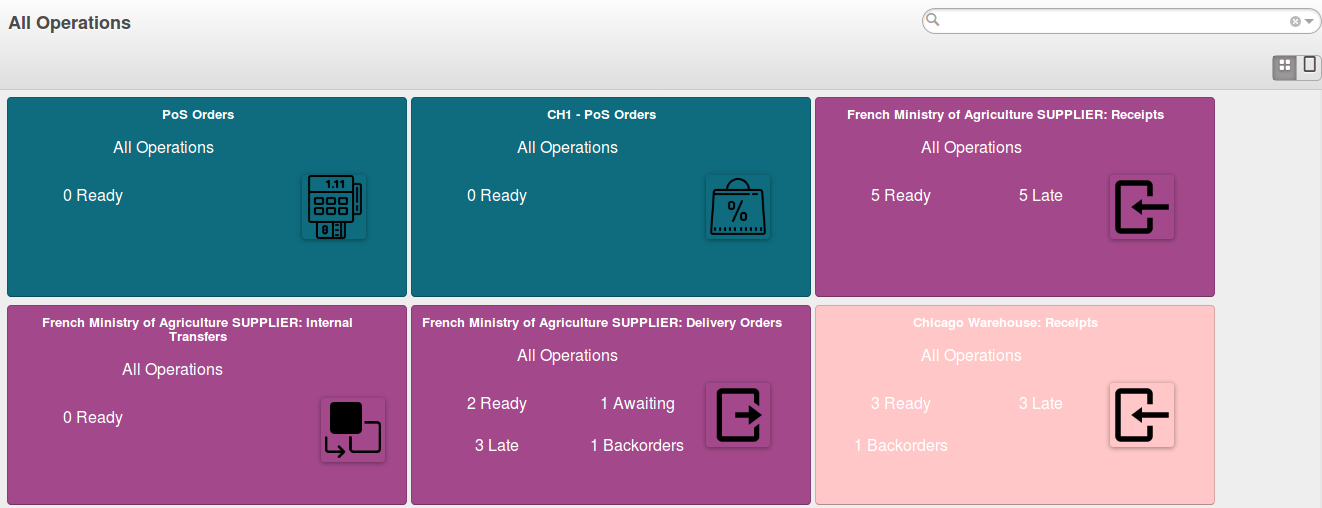 All Operations
PoS Orders
All Operations
0 Ready
1.11
CH1 - PoS Orders
All Operations
0 Ready
%
French Ministry of Agriculture SUPPLIER: Receipts
All Operations
5 Ready 5 Late
French Ministry of Agriculture SUPPLIER: Internal
Transfers
All Operations
0 Ready
French Ministry of Agriculture SUPPLIER: Delivery Orders
All Operations
2 Ready 1 Awaiting
3 Late 1 Backorders
Chicago Warehouse: Receipts
All Operations
3 Ready 3 Late
1 Backorders